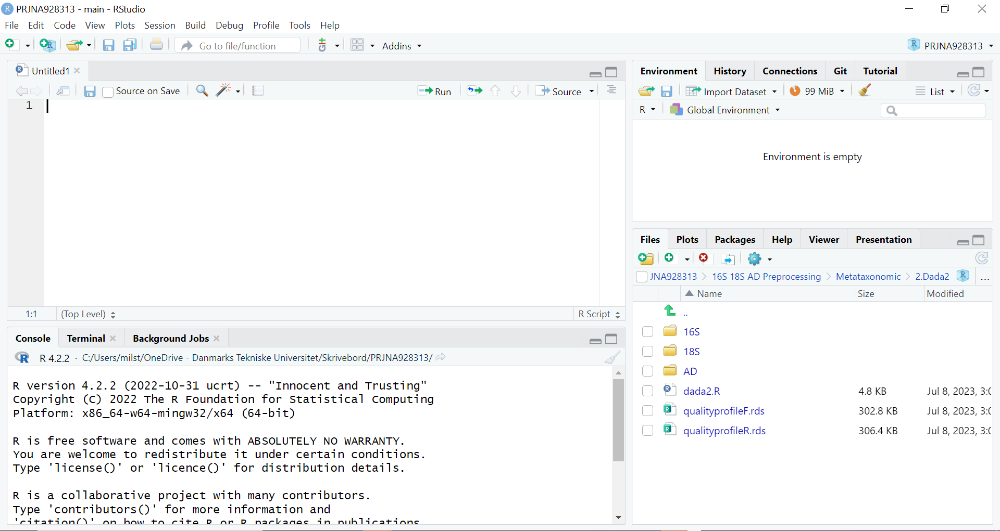 PRJNA928313 - main - RStudio
File Edit Code View Plots Session Build Debug Profile Tools Help
Go to file/function
Addins
PRJNA928313
Untitled1
Source on Save
Run
Source
1
1:1
(Top Level)
R Script
Console Terminal Background Jobs
R 4.2.2 · C:/Users/milst/OneDrive - Danmarks Tekniske Universitet/Skrivebord/PRJNA928313/
R version 4.2.2 (2022-10-31 ucrt) -- "Innocent and Trusting"
Copyright (C) 2022 The R Foundation for Statistical Computing
Platform: x86_64-w64-mingw32/x64 (64-bit)
R is free software and comes with ABSOLUTELY NO WARRANTY.
You are welcome to redistribute it under certain conditions.
Type 'license()' or 'licence()' for distribution details.
R is a collaborative project with many contributors.
Type 'contributors()' for more information and
'citation()' on how to cite R or R packages in publications
Environment History Connections Git Tutorial
Import Dataset
99 MiB
List
R
Global Environment
Environment is empty
Files Plots Packages Help Viewer Presentation
JNA928313 > 16S 18S AD Preprocessing > Metataxonomic > 2.Dada2
...
Name Size Modified
..
16S
18S
AD
dada2.R 4.8 KB Jul 8, 2023, 3:0
qualityprofileF.rds 302.8 KB Jul 8, 2023, 3:0
qualityprofileR.rds 306.4 KB Jul 8, 2023, 3:0